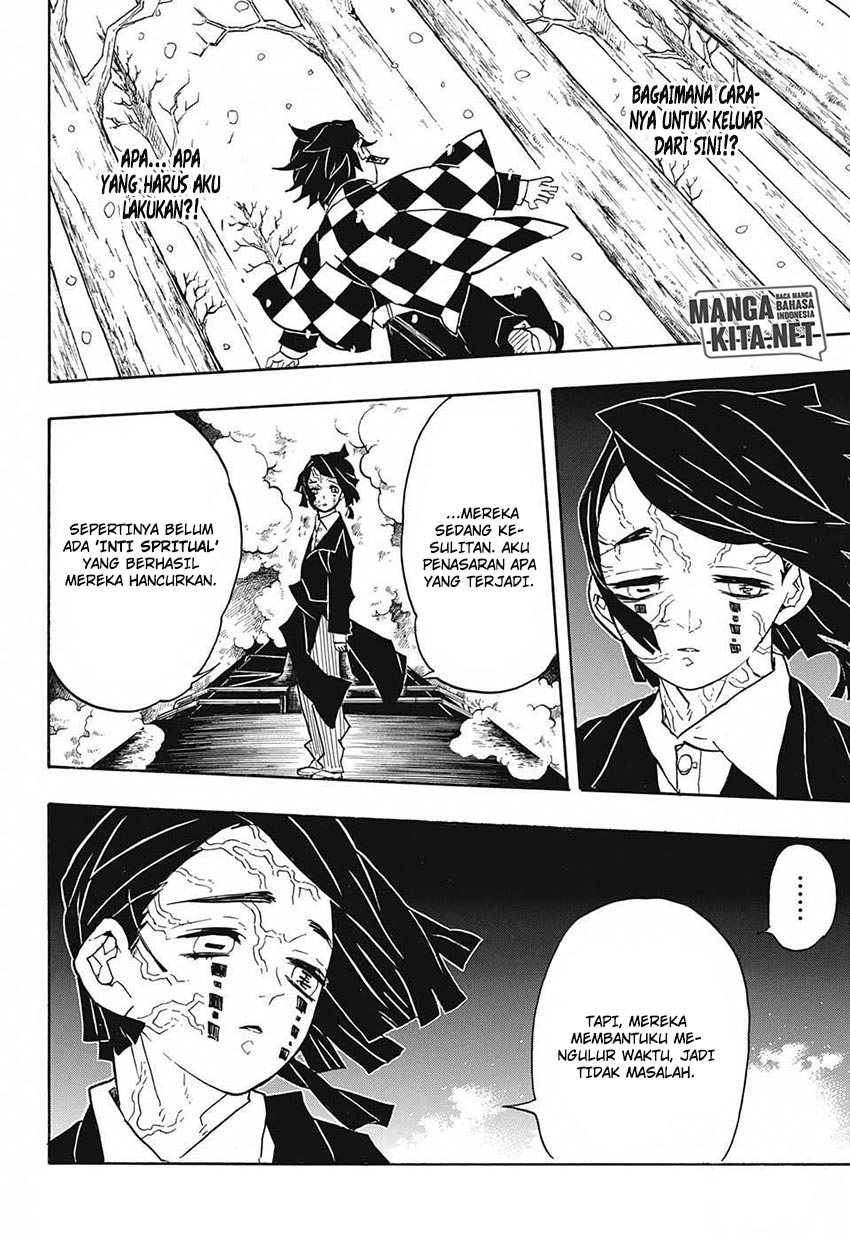 BAGAIMANA CARA-
NYA UNTUK KELUAR
DARI SINI!?
APA... APA
YANG HARUS AKU
LAKUKAN?!
MANGA
KITA.NET
BACA MANGA
BAHASA
INDONESIA
...MEREKA
SEDANG KE-
SULITAN. AKU
PENASARAN APA
YANG TERJADI.
SEPERTINYA BELUM
ADA 'INTI SPRITUAL'
YANG BERHASIL
MEREKA HANCURKAN.
......
TAPI, MEREKA
MEMBANTUKU ME-
NGULUR WAKTU, JADI
TIDAK MASALAH.